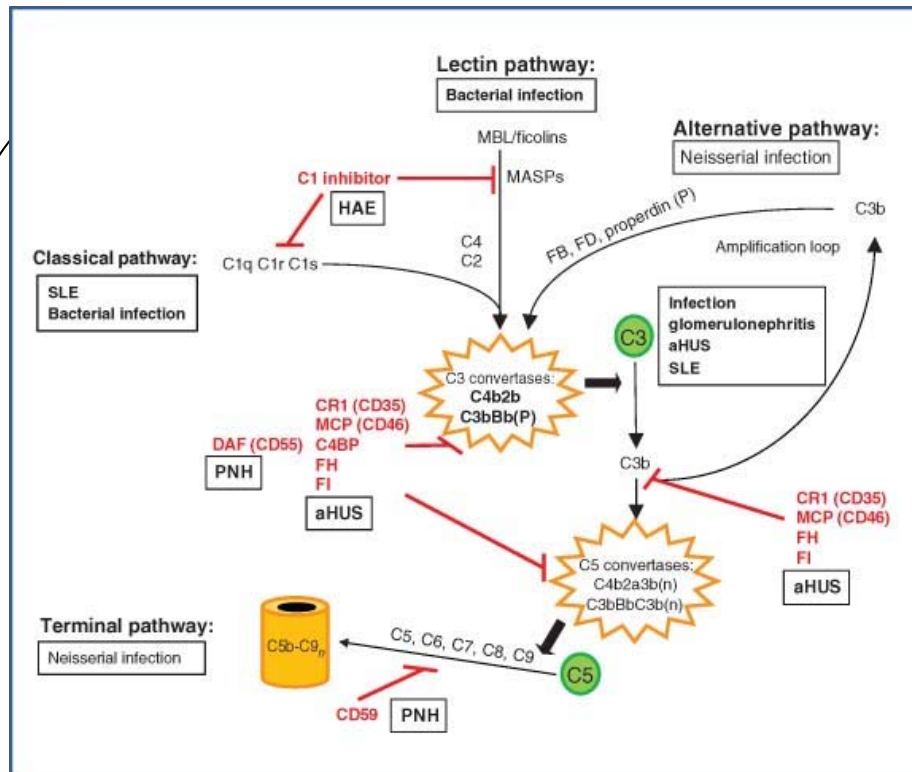 Lectin pathway:
Bacterial infection
MBL/ficolins
MASPs
Alternative pathway:
Neisserial infection
C3b
FB, FD, properdin (P)
Amplification loop
C1 inhibitor
HAE
C4
C2
Classical pathway:
C1q C1r C1s
SLE
Bacterial infection
C3
Infection
glomerulonephritis
aHUS
SLE
C3 convertases:
C4b2b
C3bBb(P)
CR1 (CD35)
MCP (CD46)
DAF (CD55) C4BP
PNH
FH
FI
aHUS
C3b
CR1 (CD35)
MCP (CD46)
FH
FI
aHUS
C5 convertases:
C4b2a3b(n)
C3bBbC3b(n)
Terminal pathway:
Neisserial infection
C5b-C9n
C5, C6, C7, C8, C9
C5
CD59
PNH